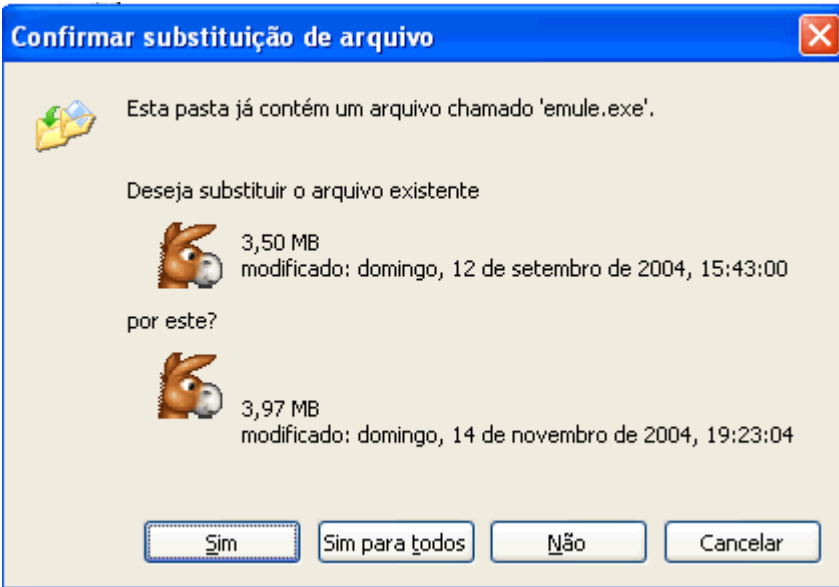 Confirmar substituição de arquivo
Esta pasta já contém um arquivo chamado 'emule.exe'.
Deseja substituir o arquivo existente
3,50 MB
modificado: domingo, 12 de setembro de 2004, 15:43:00
por este?
3,97 MB
modificado: domingo, 14 de novembro de 2004, 19:23:04
Sim Sim para todos Não Cancelar